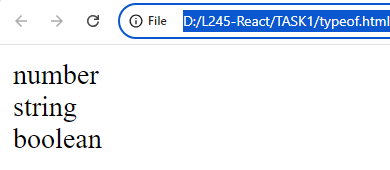 File D:/L245-React/TASK1/typeof.html
number
string
boolean